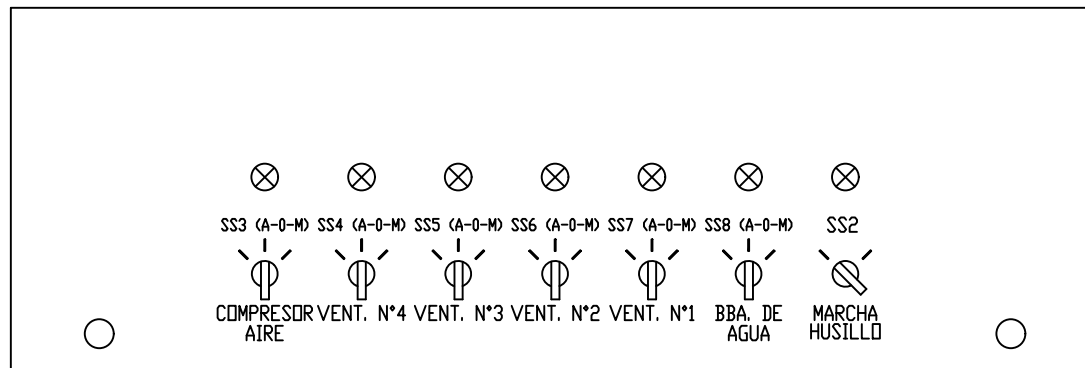 SS3 (A-0-M) SS4 (A-0-M) SS5 (A-0-M) SS6 (A-0-M) SS7 (A-0-M) SS8 (A-0-M) SS2
COMPRESOR AIRE
VENT. N°4
VENT. N°3
VENT. N°2
VENT. N°1
BBA. DE AGUA
MARCHA HUSILLO